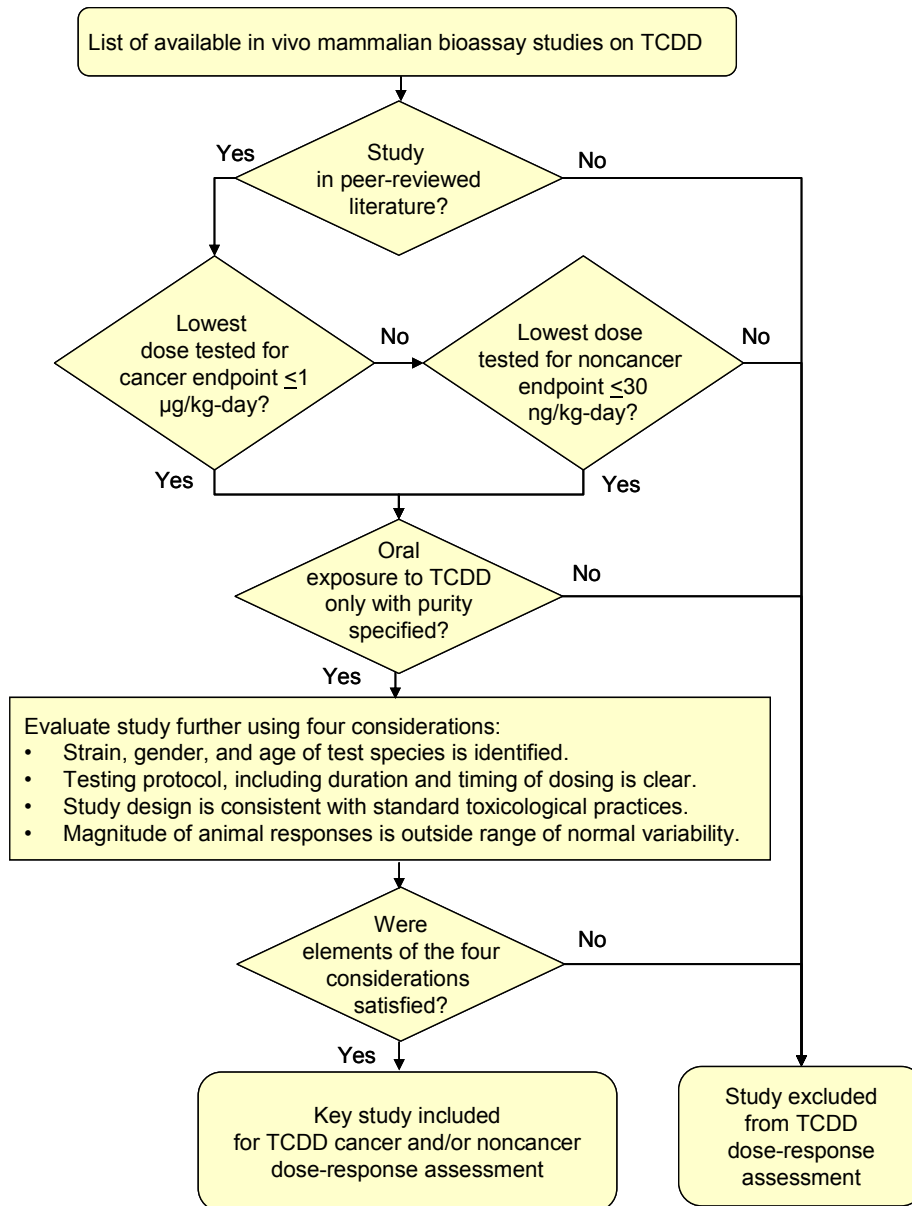 List of available in vivo mammalian bioassay studies on TCDD
Yes
Study
in peer-reviewed
literature?
No
Lowest
dose tested for
cancer endpoint ≤1
µg/kg-day?
No
Lowest dose
tested for noncancer
endpoint ≤30
ng/kg-day?
No
Yes
Yes
Oral
exposure to TCDD
only with purity
specified?
No
Yes
Evaluate study further using four considerations:
• Strain, gender, and age of test species is identified.
• Testing protocol, including duration and timing of dosing is clear.
• Study design is consistent with standard toxicological practices.
• Magnitude of animal responses is outside range of normal variability.
Were
elements of the four
considerations
satisfied?
No
Yes
Key study included
for TCDD cancer and/or noncancer
dose-response assessment
Study excluded
from TCDD
dose-response
assessment